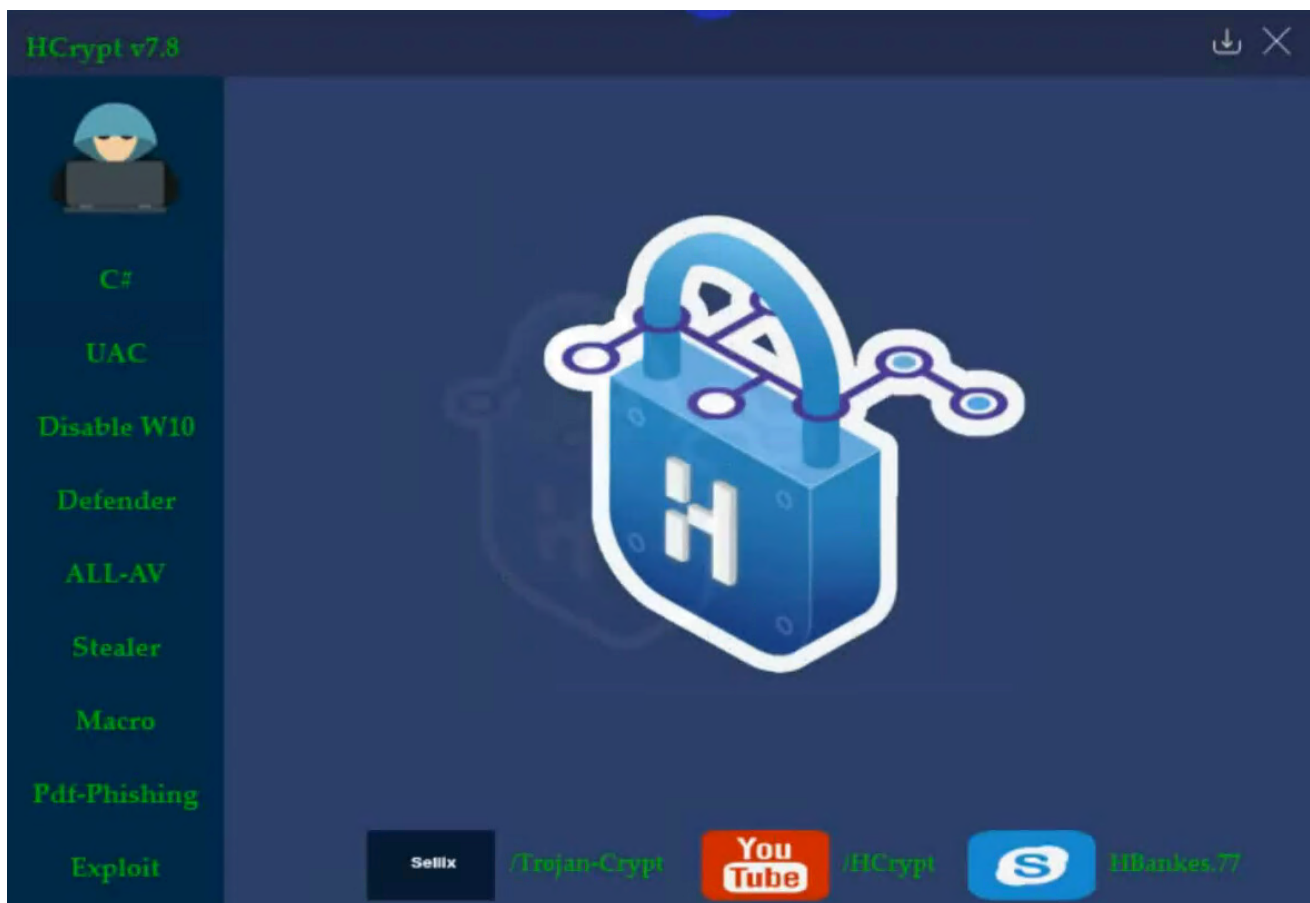 HCrypt v7.8
C#
UAC
Disable W10
Defender
ALL-AV
Stealer
Macro
Pdf-Phishing
Exploit
H
Sellix /Trojan-Crypt You Tube /HCrypt S HBankes.77